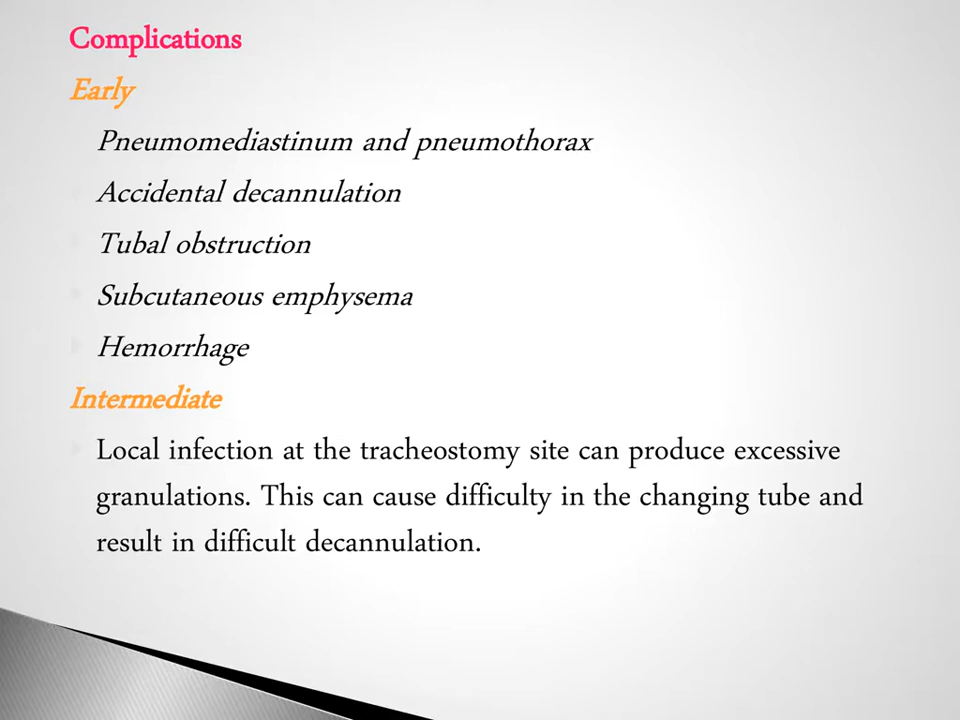 Complications
Early
Pneumomediastinum and pneumothorax
Accidental decannulation
Tubal obstruction
Subcutaneous emphysema
Hemorrhage
Intermediate
Local infection at the tracheostomy site can produce excessive
granulations. This can cause difficulty in the changing tube and
result in difficult decannulation.